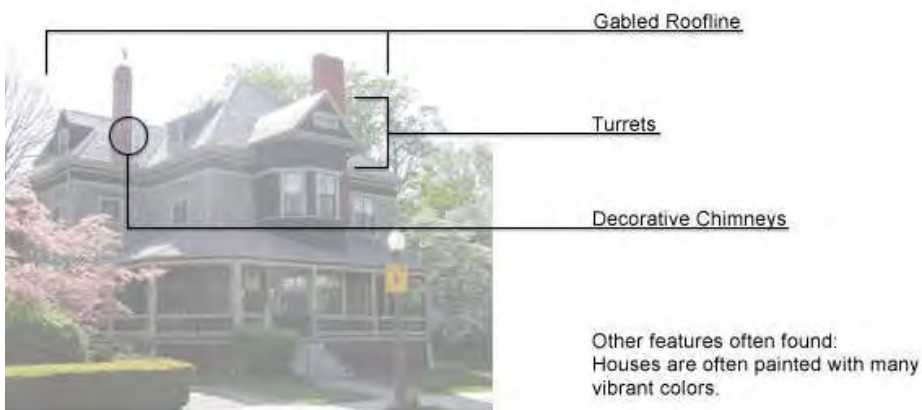 Gabled Roofline
Turrets
Decorative Chimneys
Other features often found:
Houses are often painted with many
vibrant colors.